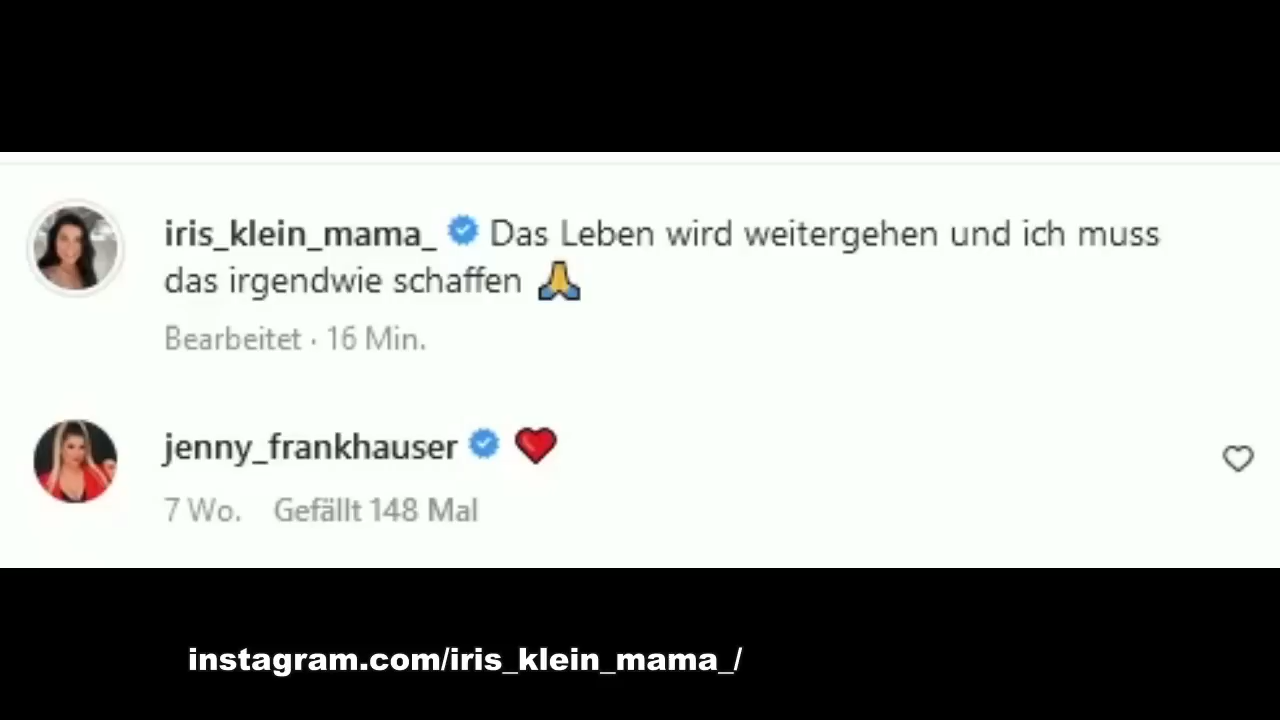 iris_klein_mama_ Das Leben wird weitergehen und ich muss
das irgendwie schaffen 🙏
Bearbeitet · 16 Min.
jenny_frankhauser ❤️
7 Wo. Gefällt 148 Mal
instagram.com/iris_klein_mama_/